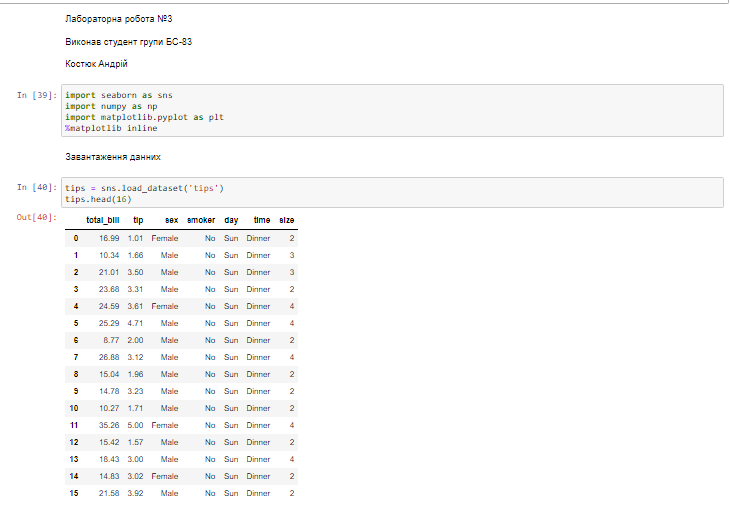 Лабораторна робота №3
Виконав студент групи БС-83
Костюк Андрій
In [39]: import seaborn as sns
import numpy as np
import matplotlib.pyplot as plt
%matplotlib inline
Завантаження данних
In [40]: tips = sns.load_dataset('tips')
tips.head(16)
Out[40]:
total_bill tip sex smoker day time size
0 16.99 1.01 Female No Sun Dinner 2
1 10.34 1.66 Male No Sun Dinner 3
2 21.01 3.50 Male No Sun Dinner 3
3 23.68 3.31 Male No Sun Dinner 2
4 24.59 3.61 Female No Sun Dinner 4
5 25.29 4.71 Male No Sun Dinner 4
6 8.77 2.00 Male No Sun Dinner 2
7 26.88 3.12 Male No Sun Dinner 4
8 15.04 1.96 Male No Sun Dinner 2
9 14.78 3.23 Male No Sun Dinner 2
10 10.27 1.71 Male No Sun Dinner 2
11 35.26 5.00 Female No Sun Dinner 4
12 15.42 1.57 Male No Sun Dinner 2
13 18.43 3.00 Male No Sun Dinner 4
14 14.83 3.02 Female No Sun Dinner 2
15 21.58 3.92 Male No Sun Dinner 2